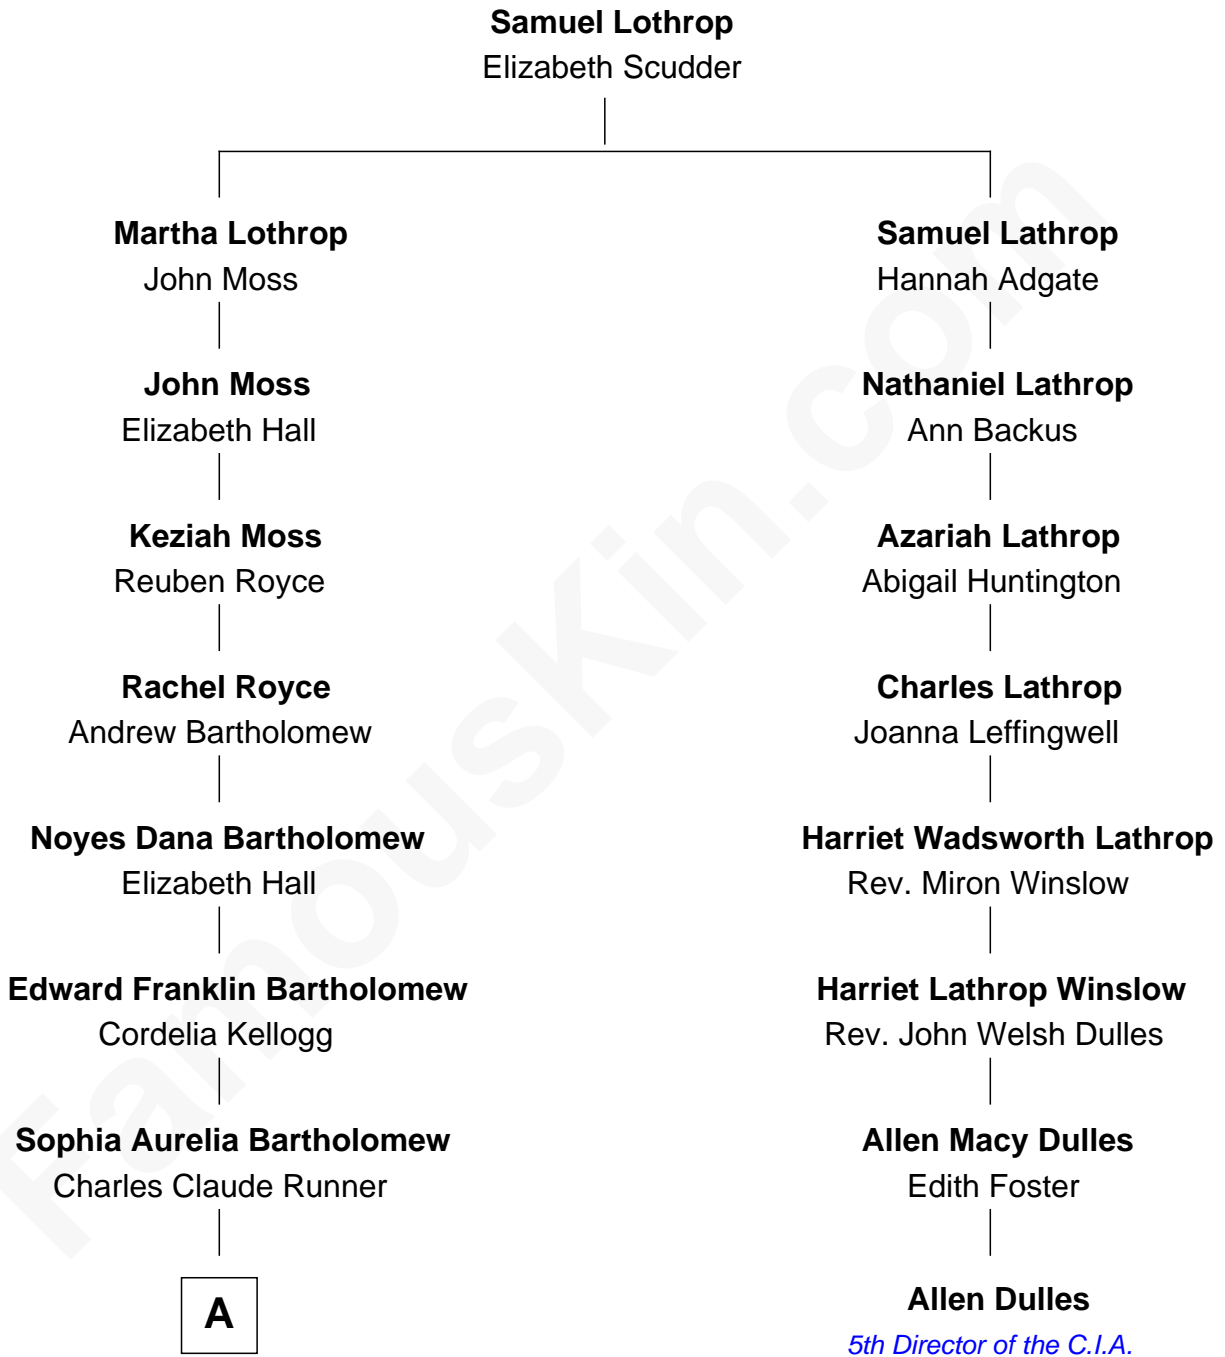 Samuel Lothrop
Elizabeth Scudder
Martha Lothrop
John Moss
Samuel Lathrop
Hannah Adgate
John Moss
Elizabeth Hall
Nathaniel Lathrop
Ann Backus
Keziah Moss
Reuben Royce
Azariah Lathrop
Abigail Huntington
Rachel Royce
Andrew Bartholomew
Charles Lathrop
Joanna Leffingwell
Noyes Dana Bartholomew
Elizabeth Hall
Harriet Wadsworth Lathrop
Rev. Miron Winslow
Edward Franklin Bartholomew
Cordelia Kellogg
Harriet Lathrop Winslow
Rev. John Welsh Dulles
Sophia Aurelia Bartholomew
Charles Claude Runner
Allen Macy Dulles
Edith Foster
A
Allen Dulles
5th Director of the C.I.A.
FamousKin.com